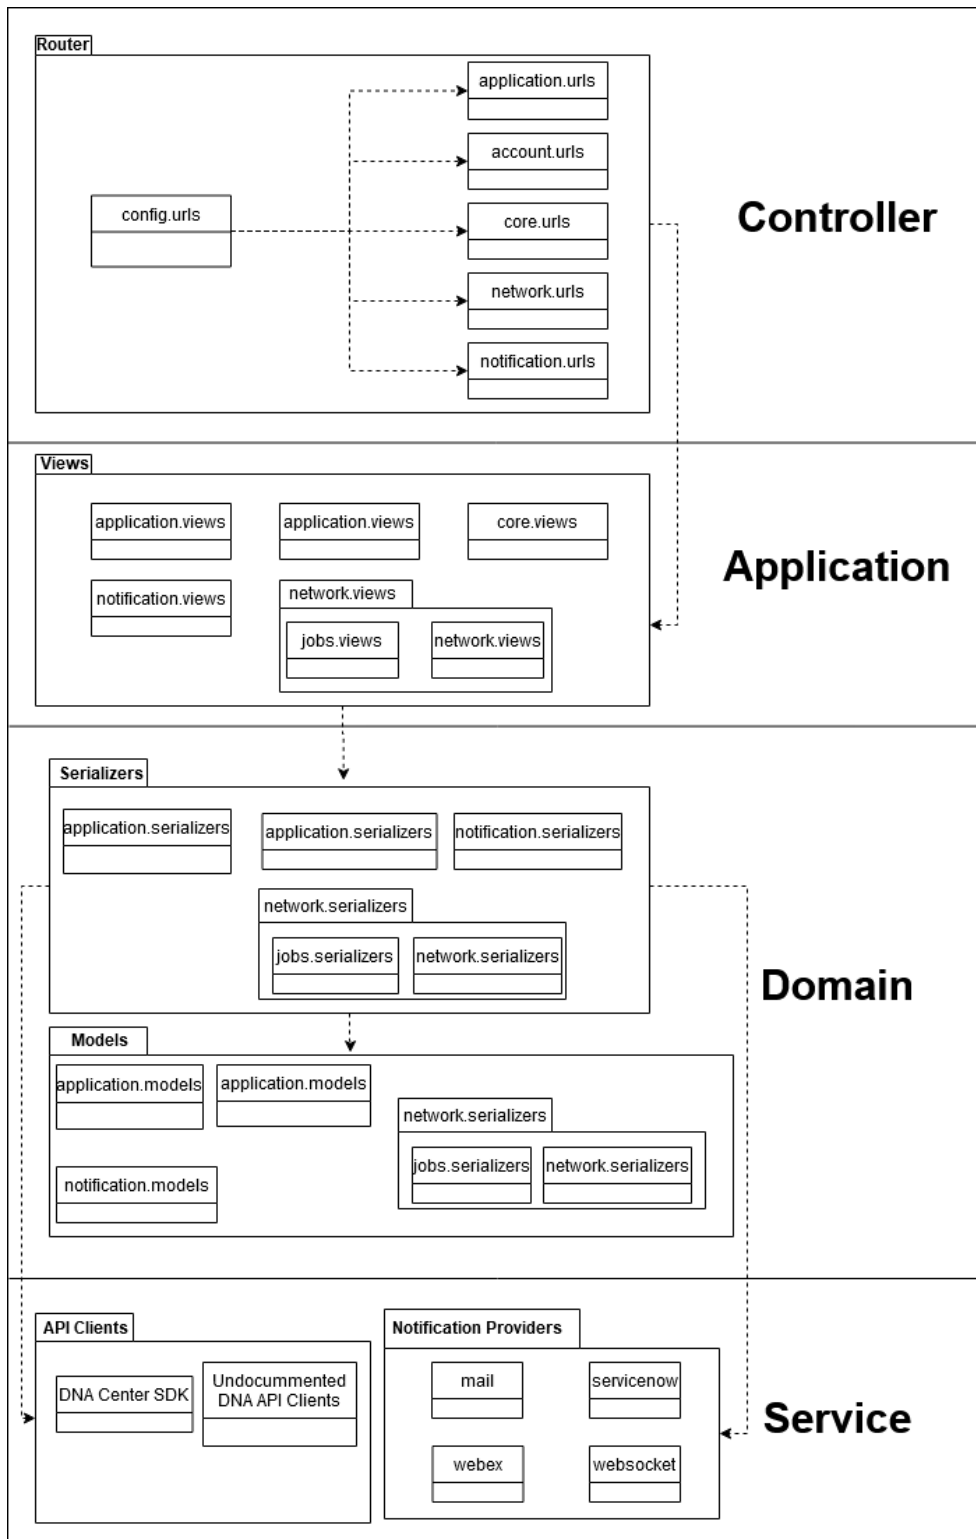 Router
application.urls
account.urls
config.urls
core.urls
network.urls
notification.urls
Controller
Views
application.views
application.views
core.views
notification.views
network.views
jobs.views
network.views
Application
Serializers
application.serializers
application.serializers
notification.serializers
network.serializers
jobs.serializers
network.serializers
Domain
Models
application.models
application.models
network.serializers
jobs.serializers
network.serializers
notification.models
API Clients
DNA Center SDK
Undocummented
DNA API Clients
Notification Providers
mail
servicenow
webex
websocket
Service